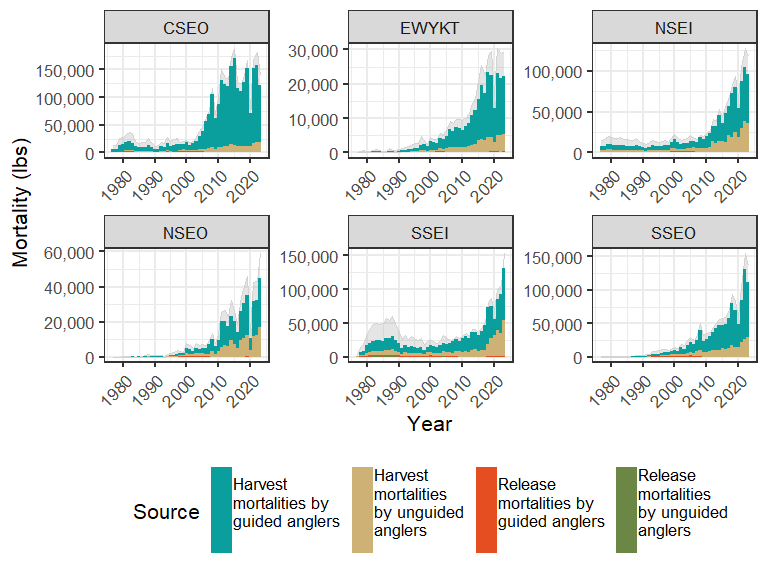 CSEO
EWYKT
NSEI
Mortality (lbs)
150,000
100,000
50,000
0
30,000
20,000
10,000
0
100,000
50,000
0
1980
1990
2000
2010
2020
1980
1990
2000
2010
2020
1980
1990
2000
2010
2020
NSEO
SSEI
SSEO
60,000
40,000
20,000
0
150,000
100,000
50,000
0
150,000
100,000
50,000
0
1980
1990
2000
2010
2020
1980
1990
2000
2010
2020
1980
1990
2000
2010
2020
Year
Source
Harvest
mortalities by
guided anglers
Harvest
mortalities
by unguided
anglers
Release
mortalities by
guided anglers
Release
mortalities
by unguided
anglers